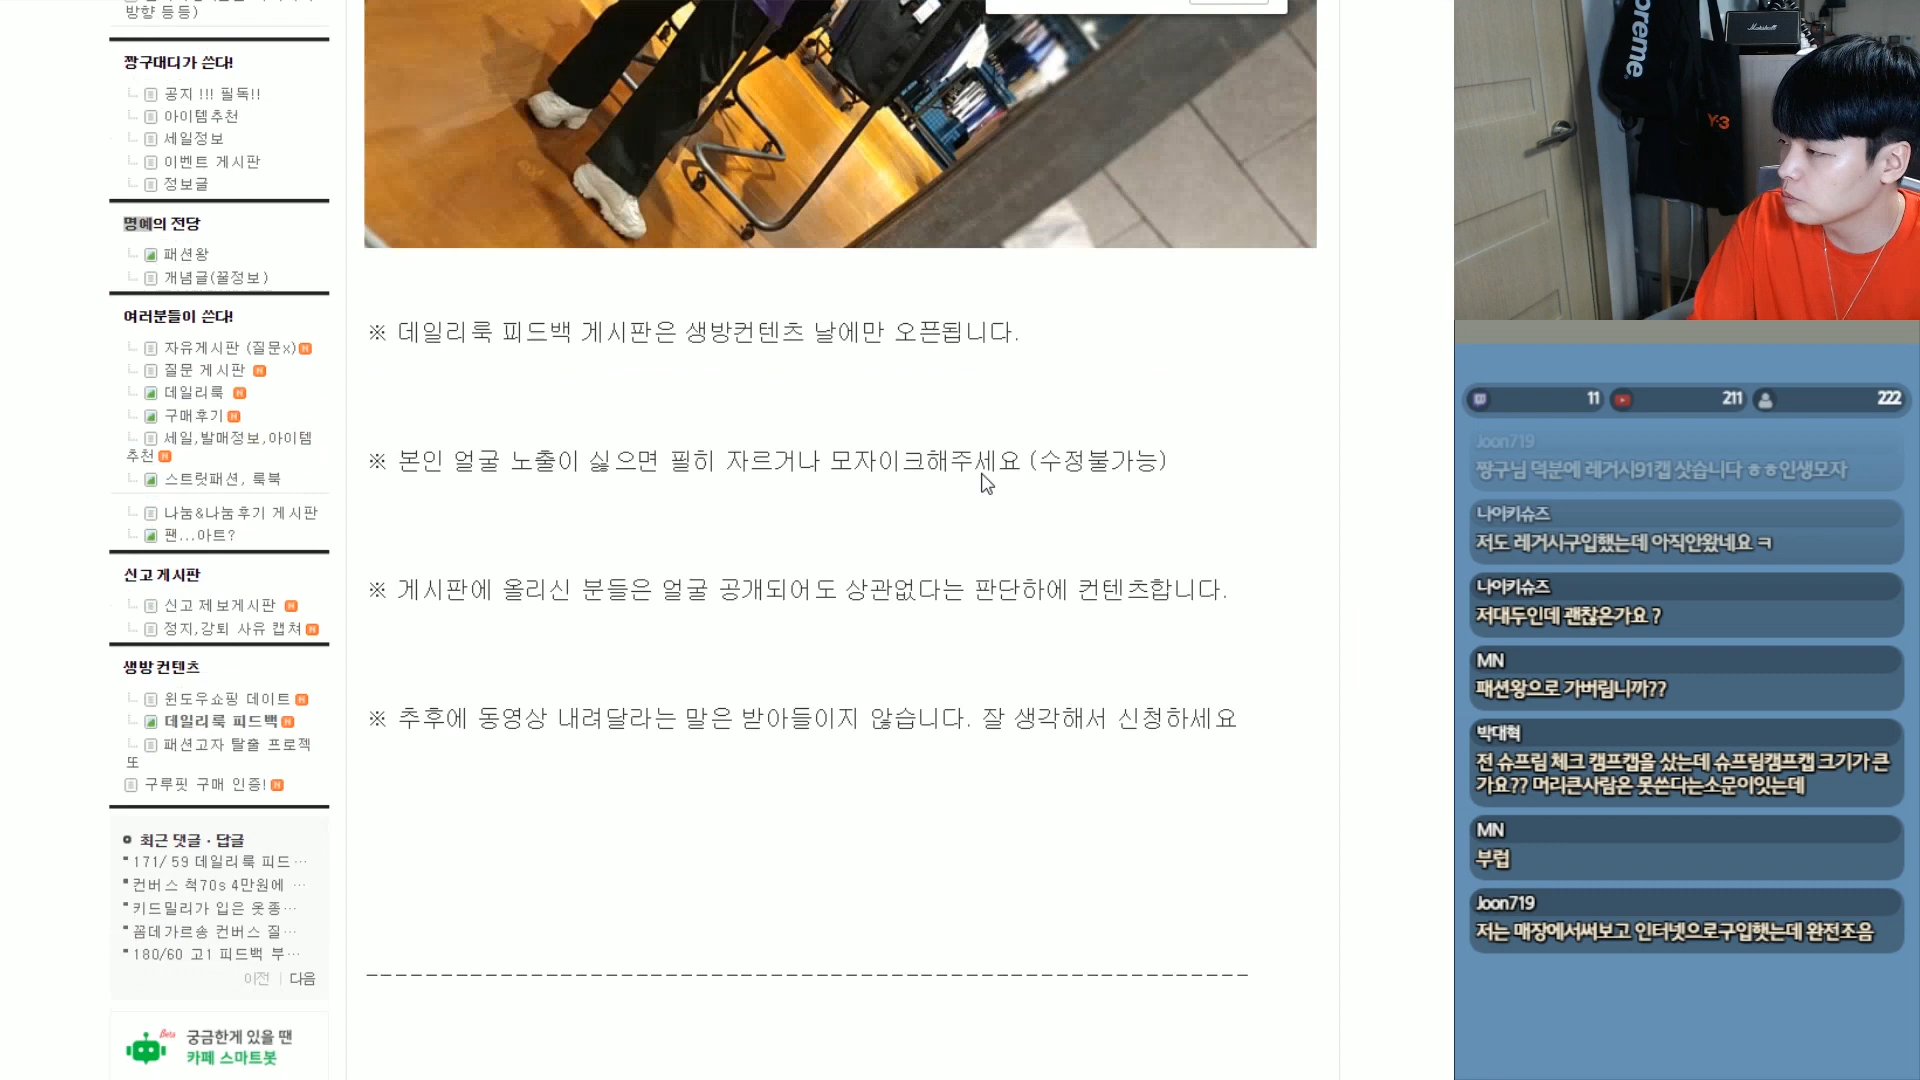 방향 등등)
짱구대디가 쓴다!
공지 !!! 필독!!
아이템추천
세일정보
이벤트 게시판
정보글
명예의 전당
패션왕
개념글(꿀정보)
여러분들이 쓴다!
자유게시판 (질문x)
질문 게시판
데일리룩
구매후기
세일,발매정보,아이템
추천
스트릿패션, 룩북
나눔&나눔후기 게시판
팬...아트?
신고 게시판
신고 제보게시판
정지,강퇴 사유 캡쳐
생방컨텐츠
윈도우쇼핑 데이트
데일리룩 피드백
패션고자 탈출 프로젝
또
구루핏 구매 인증!
최근 댓글 · 답글
171/ 59 데일리룩 피드…
컨버스 척70s 4만원에 …
키드밀리가 입은 옷종…
꼼데가르송 컨버스 질…
180/60 고1 피드백 부…
이전 | 다음
Beta
궁금한게 있을 땐
카페 스마트봇
※ 데일리룩 피드백 게시판은 생방컨텐츠 날에만 오픈됩니다.
※ 본인 얼굴 노출이 싫으면 필히 자르거나 모자이크해주세요 (수정불가능)
※ 게시판에 올리신 분들은 얼굴 공개되어도 상관없다는 판단하에 컨텐츠합니다.
※ 추후에 동영상 내려달라는 말은 받아들이지 않습니다. 잘 생각해서 신청하세요
------------------------------------------------------------
preme
Marshall
Y-3
11 211 222
Joon719
짱구님 덕분에 레거시91캡 삿습니다 ㅎㅎ인생모자
나이키슈즈
저도 레거시구입했는데 아직안왔네요 ㅋ
나이키슈즈
저대두인데 괜찮은가요 ?
MN
패션왕으로 가버림니까??
박대혁
전 슈프림 체크 캠프캡을 샀는데 슈프림캠프캡 크기가 큰
가요?? 머리큰사람은 못쓴다는소문이잇는데
MN
부럽
Joon719
저는 매장에서써보고 인터넷으로구입햇는데 완전조음